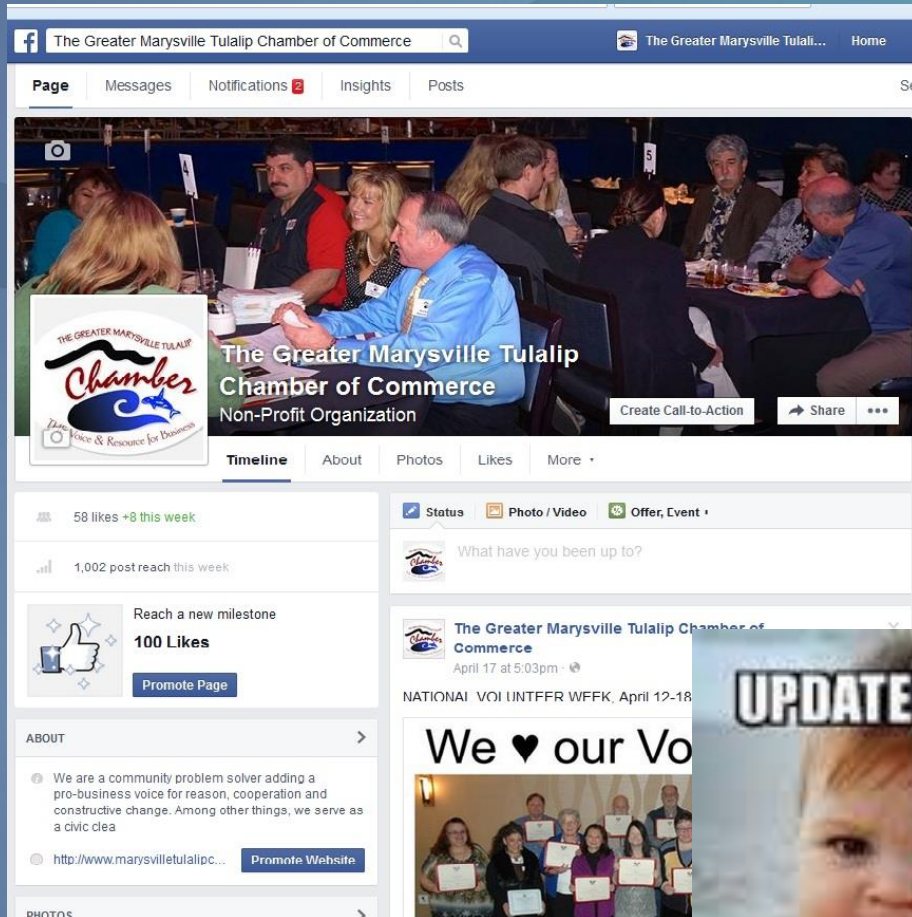 The Greater Marysville Tulalip Chamber of Commerce
The Greater Marysville Tulali... Home
Page Messages Notifications 2 Insights Posts
4
5
THE GREATER MARYSVILLE TULALIP
Chamber
The Voice & Resource for Business
The Greater Marysville Tulalip
Chamber of Commerce
Non-Profit Organization
Create Call-to-Action Share
Timeline About Photos Likes More
58 likes +8 this week
1,002 post reach this week
Reach a new milestone
100 Likes
Promote Page
ABOUT
We are a community problem solver adding a
pro-business voice for reason, cooperation and
constructive change. Among other things, we serve as
a civic clea
http://www.marysvilletulalipc... Promote Website
PHOTOS
Status Photo / Video Offer, Event
What have you been up to?
The Greater Marysville Tulalip Chamber of
Commerce
April 17 at 5:03pm
NATIONAL VOLUNTEER WEEK, April 12-18
We ♥ our Vo
UPDATE